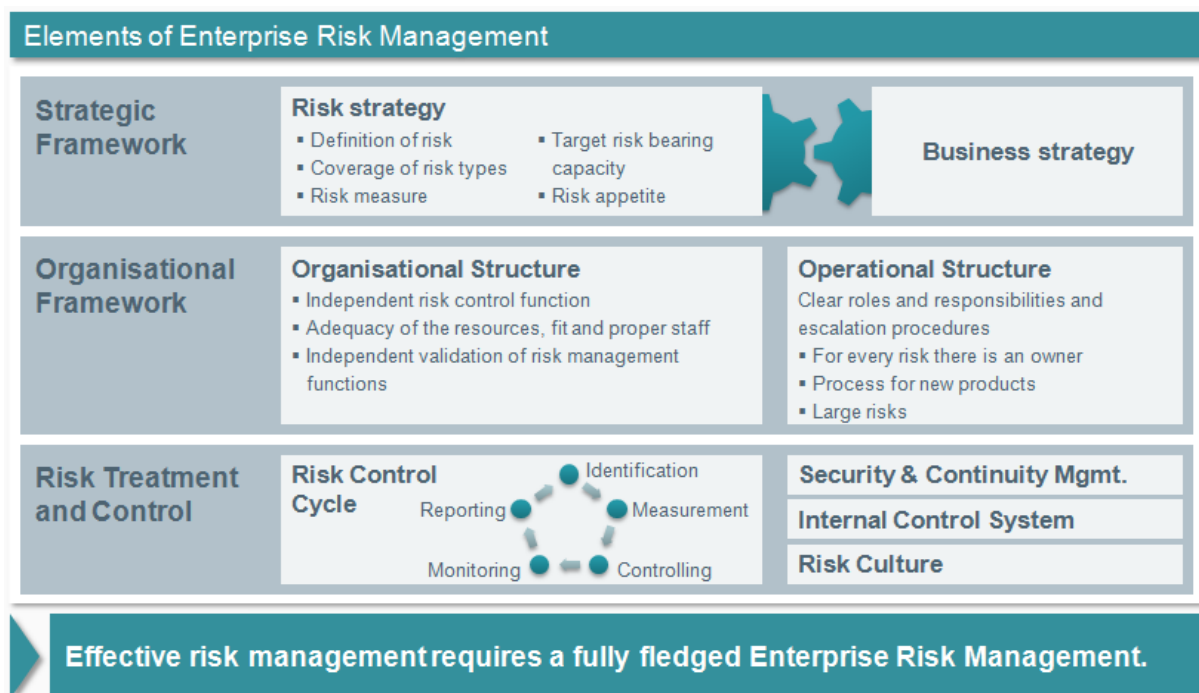 Elements of Enterprise Risk Management
Strategic
Framework
Risk strategy
▪ Definition of risk
▪ Coverage of risk types
▪ Risk measure
▪ Target risk bearing
capacity
▪ Risk appetite
Business strategy
Organisational
Framework
Organisational Structure
▪ Independent risk control function
▪ Adequacy of the resources, fit and proper staff
▪ Independent validation of risk management
functions
Operational Structure
Clear roles and responsibilities and
escalation procedures
▪ For every risk there is an owner
▪ Process for new products
▪ Large risks
Risk Treatment
and Control
Risk Control
Cycle
Identification
Measurement
Controlling
Monitoring
Reporting
Security & Continuity Mgmt.
Internal Control System
Risk Culture
Effective risk management requires a fully fledged Enterprise Risk Management.